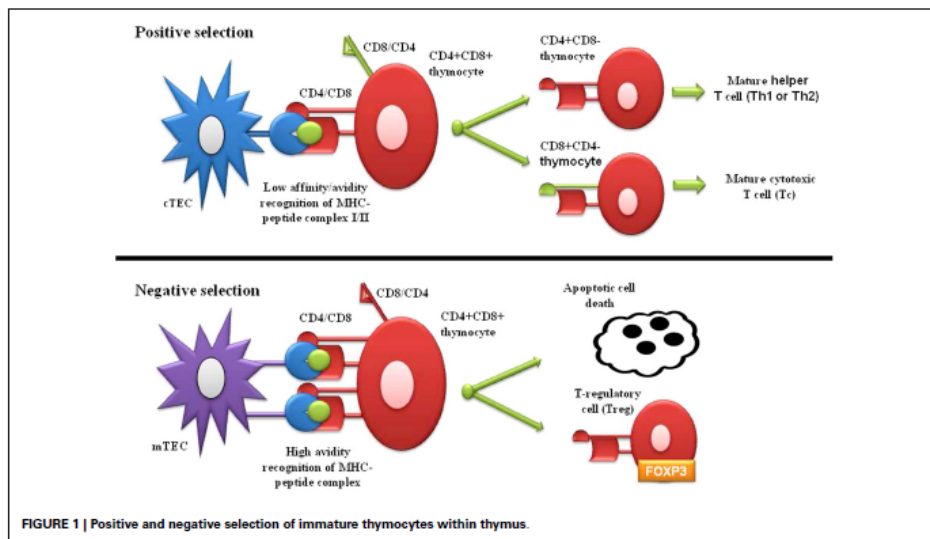 Positive selection
CD8/CD4
CD4+CD8+
thymocyte
CD4/CD8
cTEC
Low affinity/avidity
recognition of MHC-
peptide complex I/II
CD4+CD8-
thymocyte
Mature helper
T cell (Th1 or Th2)
CD8+CD4-
thymocyte
Mature cytotoxic
T cell (Tc)
Negative selection
CD8/CD4
CD4/CD8
CD4+CD8+
thymocyte
mTEC
High avidity
recognition of MHC-
peptide complex
Apoptotic cell
death
T-regulatory
cell (Treg)
FOXP3
FIGURE 1 | Positive and negative selection of immature thymocytes within thymus.